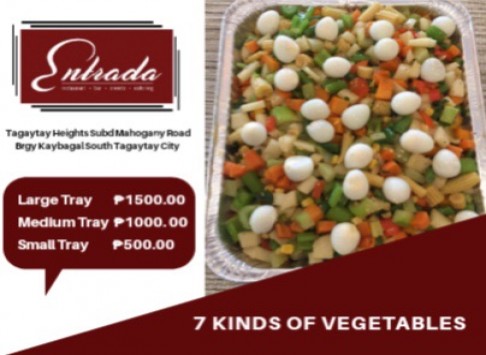 Entrada
restaurant • bar • events • catering
Tagaytay Heights Subd Mahogany Road
Brgy Kaybagal South Tagaytay City
Large Tray ₱1500.00
Medium Tray ₱1000.00
Small Tray ₱500.00
7 KINDS OF VEGETABLES